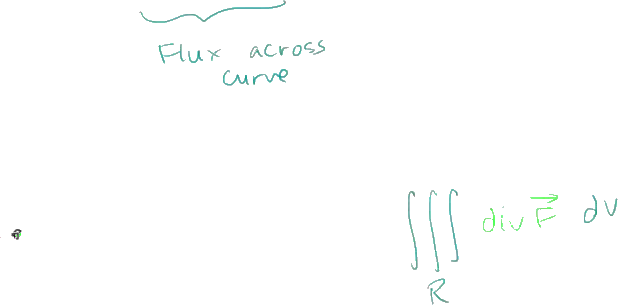 Flux across
curve
∭ div F⃗ dv
R